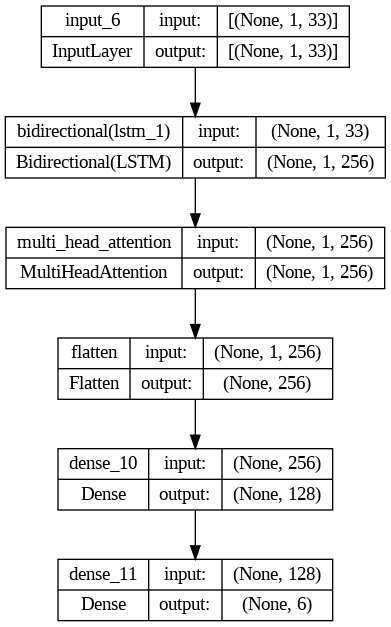 input_6 input: [(None, 1, 33)]
InputLayer output: [(None, 1, 33)]
bidirectional(lstm_1) input: (None, 1, 33)
Bidirectional(LSTM) output: (None, 1, 256)
multi_head_attention input: (None, 1, 256)
MultiHeadAttention output: (None, 1, 256)
flatten input: (None, 1, 256)
Flatten output: (None, 256)
dense_10 input: (None, 256)
Dense output: (None, 128)
dense_11 input: (None, 128)
Dense output: (None, 6)